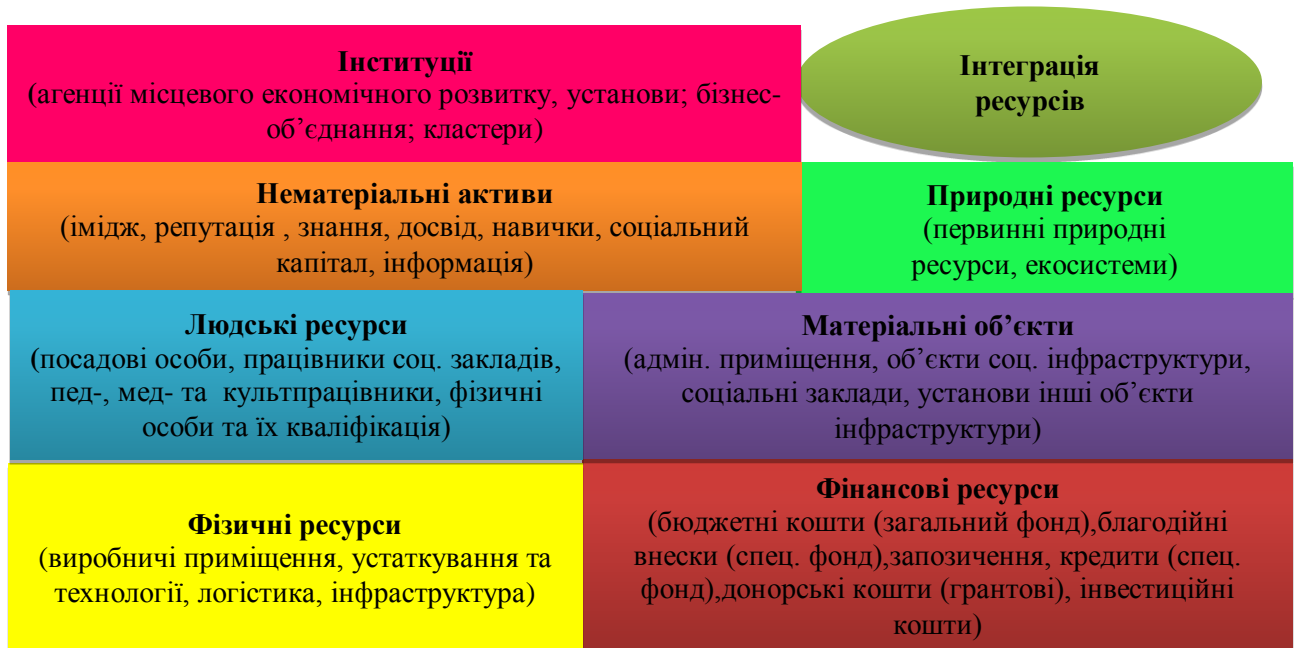 Інституції
(агенції місцевого економічного розвитку, установи; бізнес-
об’єднання; кластери)
Інтеграція
ресурсів
Нематеріальні активи
(імідж, репутація , знання, досвід, навички, соціальний
капітал, інформація)
Природні ресурси
(первинні природні
ресурси, екосистеми)
Людські ресурси
(посадові особи, працівники соц. закладів,
пед-, мед- та культпрацівники, фізичні
особи та їх кваліфікація)
Матеріальні об’єкти
(адмін. приміщення, об’єкти соц. інфраструктури,
соціальні заклади, установи інші об’єкти
інфраструктури)
Фізичні ресурси
(виробничі приміщення, устаткування та
технології, логістика, інфраструктура)
Фінансові ресурси
(бюджетні кошти (загальний фонд),благодійні
внески (спец. фонд),запозичення, кредити (спец.
фонд),донорські кошти (грантові), інвестиційні
кошти)